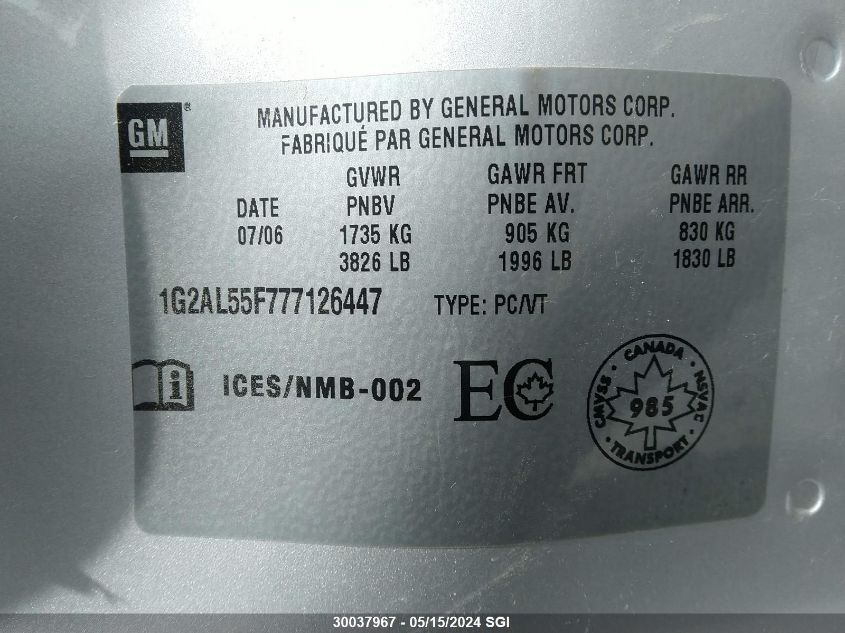 GM®
MANUFACTURED BY GENERAL MOTORS CORP.
FABRIQUÉ PAR GENERAL MOTORS CORP.
GVWR GAWR FRT GAWR RR
DATE PNBV PNBE AV. PNBE ARR.
07/06 1735 KG 905 KG 830 KG
3826 LB 1996 LB 1830 LB
1G2AL55F777126447 TYPE: PC/VT
i ICES/NMB-002 EC
CANADA
CMVSS 985 NSVAC
TRANSPORT
30037967 - 05/15/2024 SGI